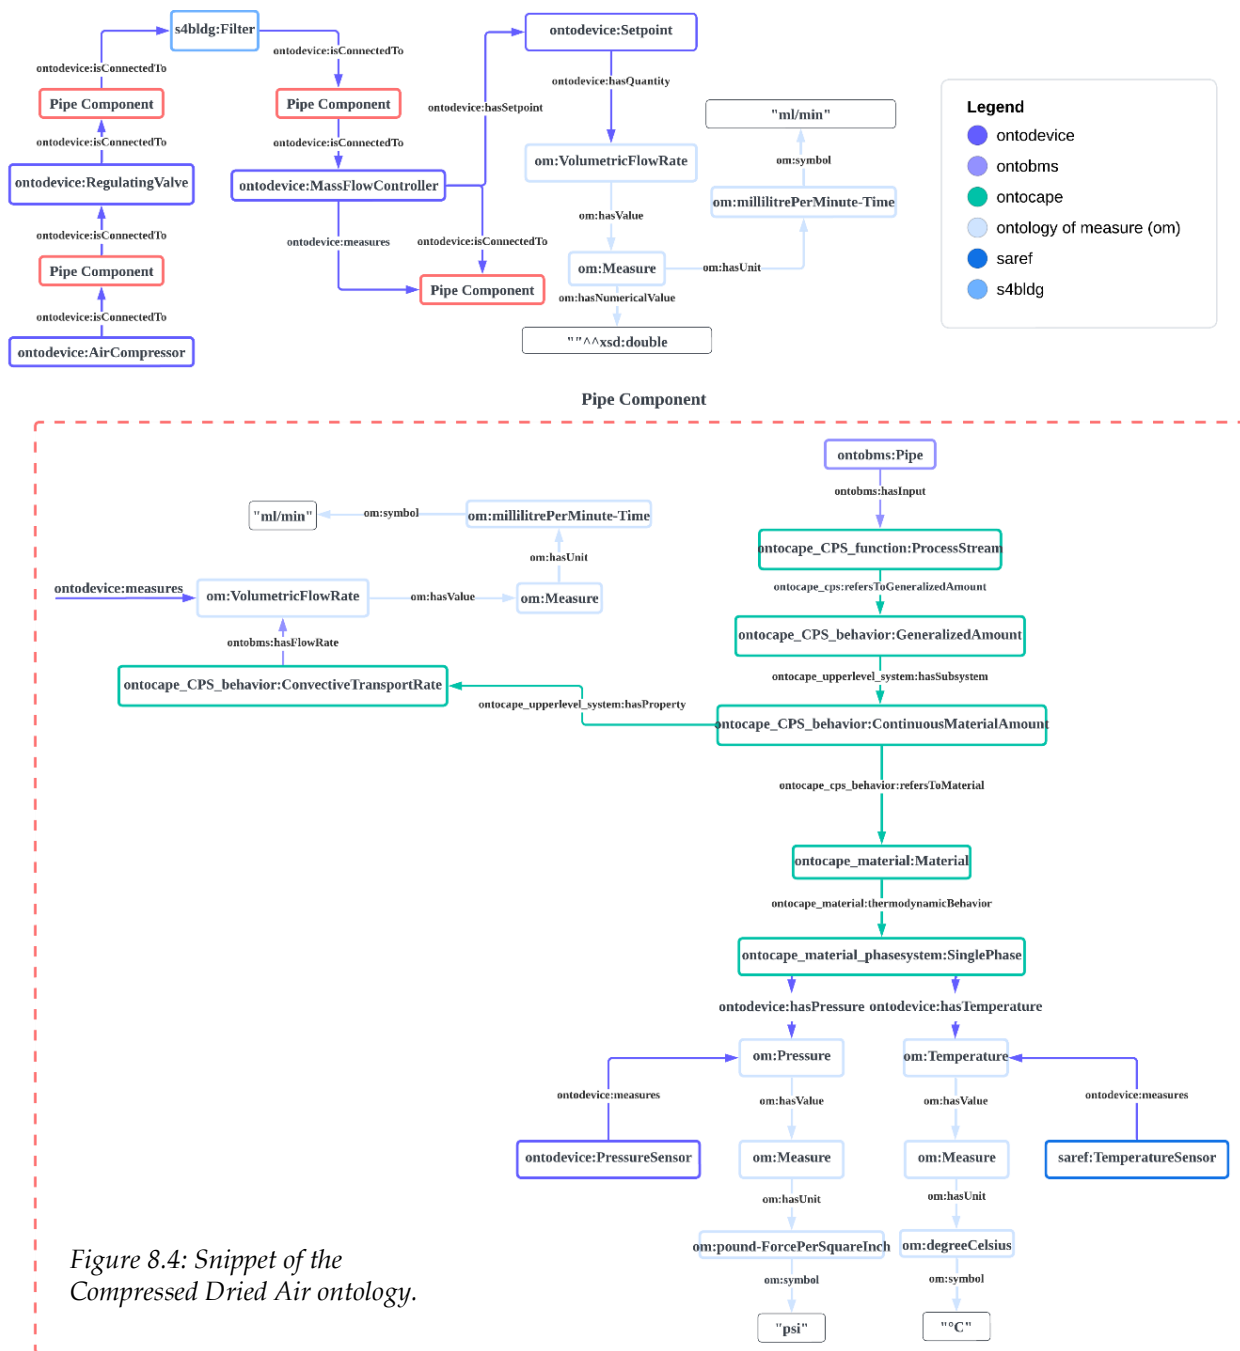 s4bldg:Filter
ontodevice:isConnectedTo
Pipe Component
ontodevice:isConnectedTo
ontodevice:RegulatingValve
ontodevice:isConnectedTo
Pipe Component
ontodevice:isConnectedTo
ontodevice:AirCompressor
ontodevice:isConnectedTo
Pipe Component
ontodevice:isConnectedTo
ontodevice:MassFlowController
ontodevice:measures
ontodevice:isConnectedTo
Pipe Component
ontodevice:hasSetpoint
ontodevice:Setpoint
ontodevice:hasQuantity
om:VolumetricFlowRate
om:hasValue
om:Measure
om:hasNumericalValue
""^^xsd:double
om:hasUnit
om:millilitrePerMinute-Time
om:symbol
"ml/min"
Legend
ontodevice
ontobms
ontocape
ontology of measure (om)
saref
s4bldg
Pipe Component
ontobms:Pipe
ontobms:hasInput
ontocape_CPS_function:ProcessStream
ontocape_cps:refersToGeneralizedAmount
ontocape_CPS_behavior:GeneralizedAmount
ontocape_upperlevel_system:hasSubsystem
ontocape_CPS_behavior:ContinuousMaterialAmount
ontocape_upperlevel_system:hasProperty
ontocape_CPS_behavior:ConvectiveTransportRate
ontobms:hasFlowRate
ontodevice:measures
om:VolumetricFlowRate
om:hasValue
om:Measure
om:hasUnit
om:millilitrePerMinute-Time
om:symbol
"ml/min"
ontocape_cps_behavior:refersToMaterial
ontocape_material:Material
ontocape_material:thermodynamicBehavior
ontocape_material_phasesystem:SinglePhase
ontodevice:hasPressure
ontodevice:hasTemperature
om:Pressure
om:Temperature
ontodevice:measures
om:hasValue
om:hasValue
ontodevice:measures
ontodevice:PressureSensor
om:Measure
om:Measure
saref:TemperatureSensor
om:hasUnit
om:hasUnit
om:pound-ForcePerSquareInch
om:degreeCelsius
om:symbol
om:symbol
"psi"
"°C"
Figure 8.4: Snippet of the
Compressed Dried Air ontology.